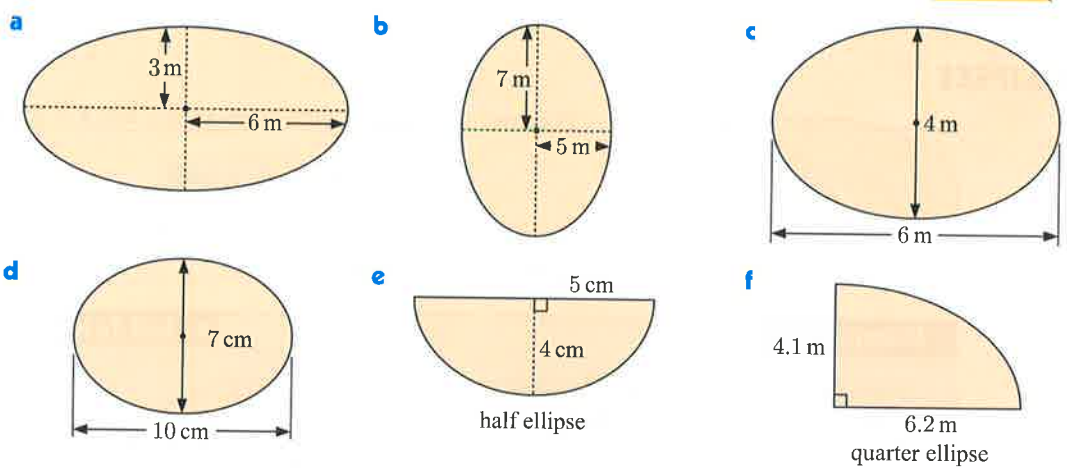 a
3 m
6 m
b
7 m
5 m
c
4 m
6 m
d
7 cm
10 cm
e
5 cm
4 cm
half ellipse
f
4.1 m
6.2 m
quarter ellipse